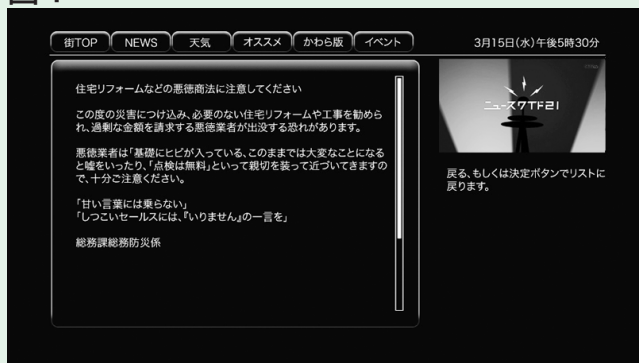 街TOP
NEWS
天気
オススメ
かわら版
イベント
3月15日(水)午後5時30分
住宅リフォームなどの悪徳商法に注意してください
この度の災害につけ込み、必要のない住宅リフォームや工事を勧めら
れ、過剰な金額を請求する悪徳業者が出没する恐れがあります。
悪徳業者は「基礎にヒビが入っている、このままでは大変なことになる
と嘘をいったり、「点検は無料」といって親切を装って近づいてきますの
で、十分ご注意ください。
「甘い言葉には乗らない」
「しつこいセールスには、『いりません』の一言を」
総務課総務防災係
戻る、もしくは決定ボタンでリストに
戻ります。